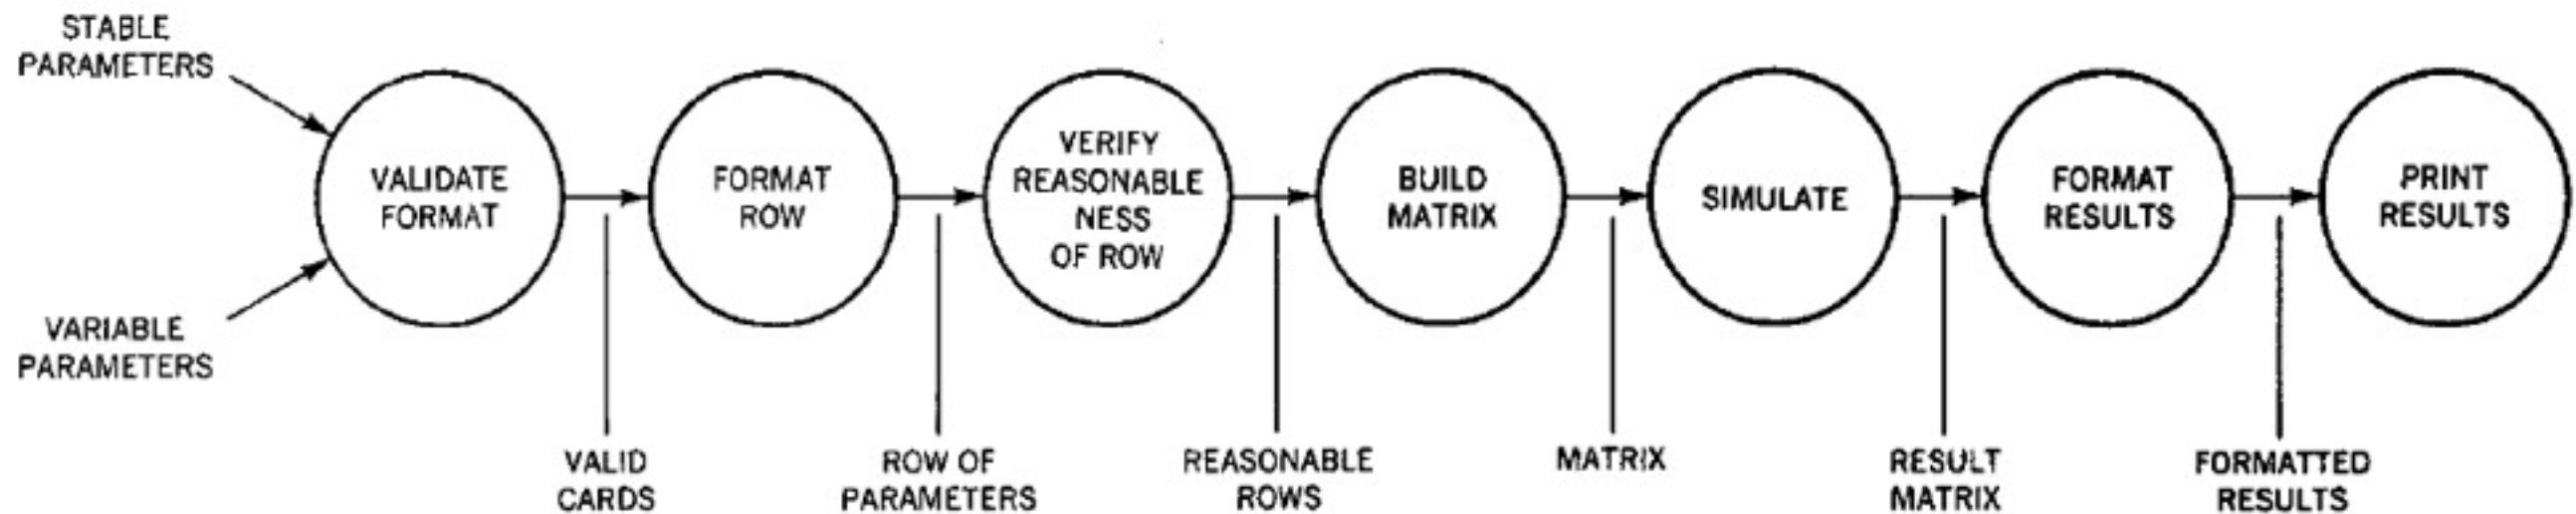 STABLE
PARAMETERS
VARIABLE
PARAMETERS
VALIDATE
FORMAT
FORMAT
ROW
VERIFY
REASONABLE
NESS
OF ROW
BUILD
MATRIX
SIMULATE
FORMAT
RESULTS
PRINT
RESULTS
VALID
CARDS
ROW OF
PARAMETERS
REASONABLE
ROWS
MATRIX
RESULT
MATRIX
FORMATTED
RESULTS